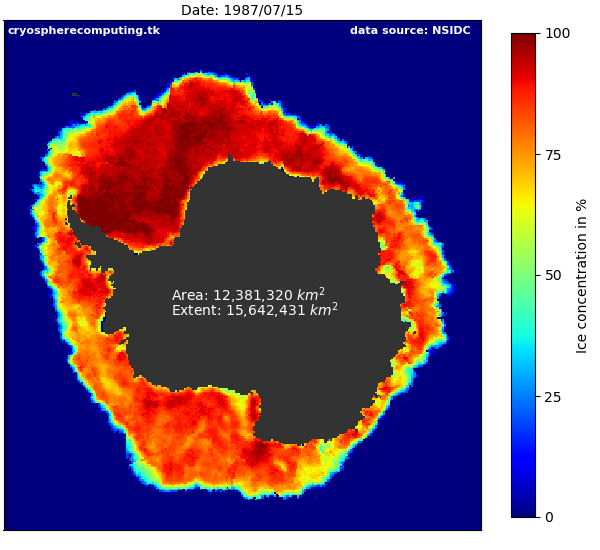 Date: 1987/07/15
cryospherecomputing.tk data source: NSIDC
100
75
50
25
0
Ice concentration in %
Area: 12,381,320 km²
Extent: 15,642,431 km²